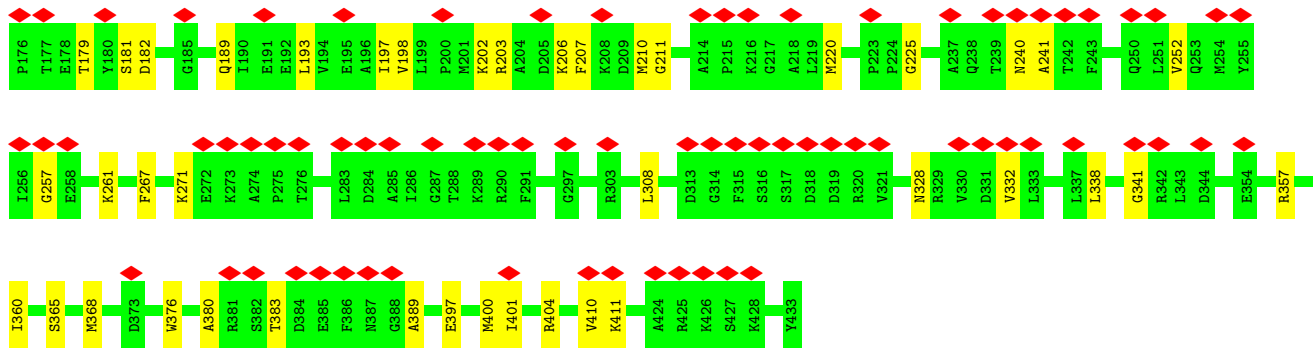 P176 T177 E178 T179 Y180 S181 D182 G185 Q189 I190 E191 E192 L193 V194 E195 A196 I197 V198 L199 P200 M201 K202 R203 A204 D205 K206 F207 K208 D209 M210 G211 A214 P215 K216 G217 A218 L219 M220 P223 P224 G225 A237 Q238 T239 N240 A241 T242 F243 Q250 L251 V252 Q253 M254 Y255
I256 G257 E258 K261 F267 K271 E272 K273 A274 P275 T276 L283 D284 A285 I286 G287 T288 K289 R290 F291 G297 R303 L308 D313 G314 F315 S316 S317 D318 D319 R320 V321 N328 R329 V330 D331 V332 L333 L337 L338 G341 R342 L343 D344 E354 R357
I360 S365 M368 D373 W376 A380 R381 S382 T383 D384 E385 F386 N387 G388 A389 E397 M400 I401 R404 V410 K411 A424 R425 K426 S427 K428 Y433